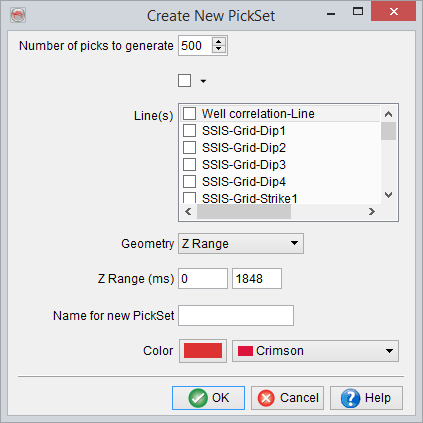 Create New PickSet
Number of picks to generate 500
Line(s)
Well correlation-Line
SSIS-Grid-Dip1
SSIS-Grid-Dip2
SSIS-Grid-Dip3
SSIS-Grid-Dip4
SSIS-Grid-Strike1
Geometry Z Range
Z Range (ms) 0 1848
Name for new PickSet
Color Crimson
OK Cancel Help